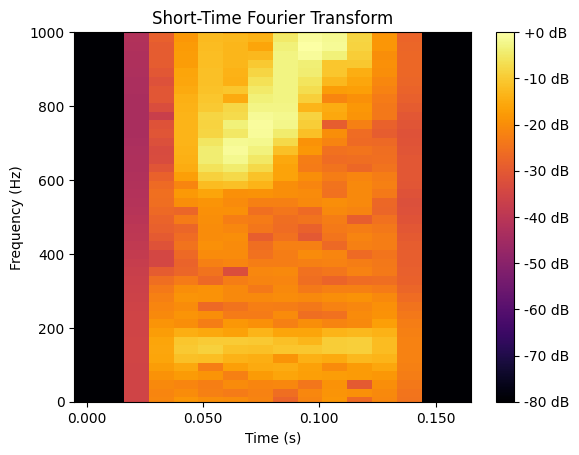 Short-Time Fourier Transform
1000
800
600
400
200
0
Frequency (Hz)
0.000
0.050
0.100
0.150
Time (s)
+0 dB
-10 dB
-20 dB
-30 dB
-40 dB
-50 dB
-60 dB
-70 dB
-80 dB